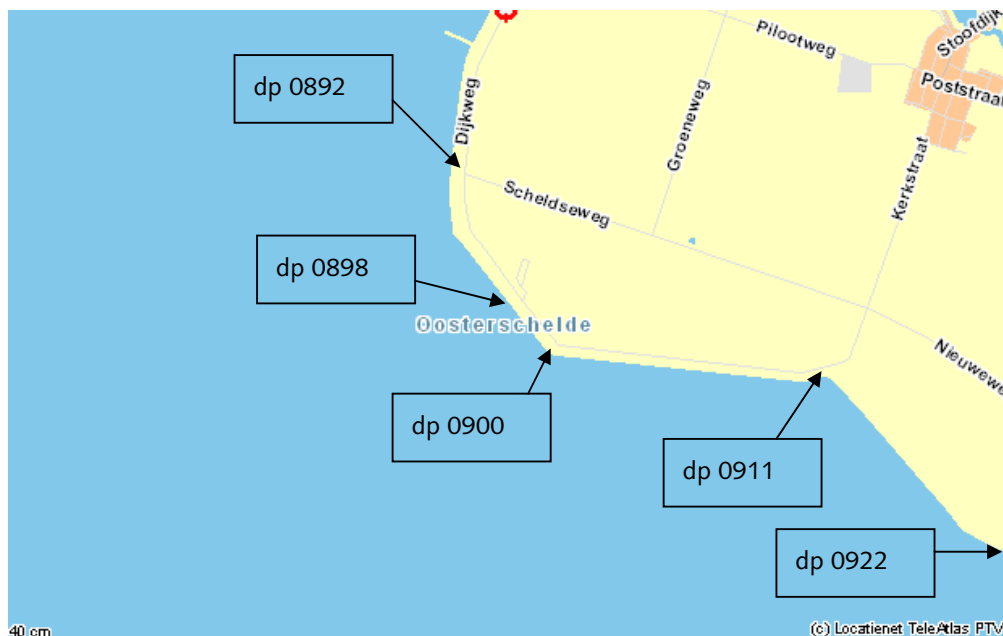 Pilootweg
Stoofdijk
dp 0892
Dijkweg
Groeneweg
Poststraat
Kerkstraat
Scheldseweg
dp 0898
Oosterschelde
Nieuwewe
dp 0900
dp 0911
dp 0922
40 cm
(c) Locatienet TeleAtlas PTV